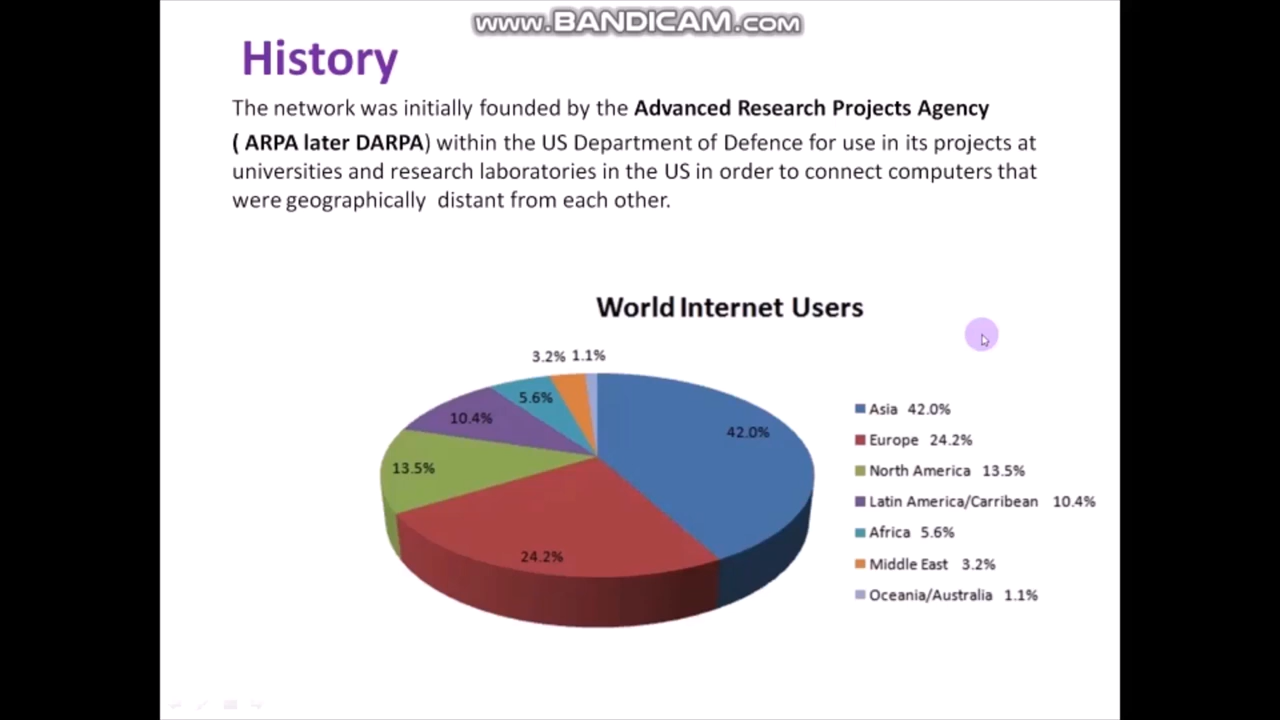 www.BANDICAM.com
History
The network was initially founded by the Advanced Research Projects Agency
( ARPA later DARPA) within the US Department of Defence for use in its projects at
universities and research laboratories in the US in order to connect computers that
were geographically distant from each other.
World Internet Users
3.2% 1.1%
5.6%
10.4%
42.0%
13.5%
24.2%
Asia 42.0%
Europe 24.2%
North America 13.5%
Latin America/Carribean 10.4%
Africa 5.6%
Middle East 3.2%
Oceania/Australia 1.1%